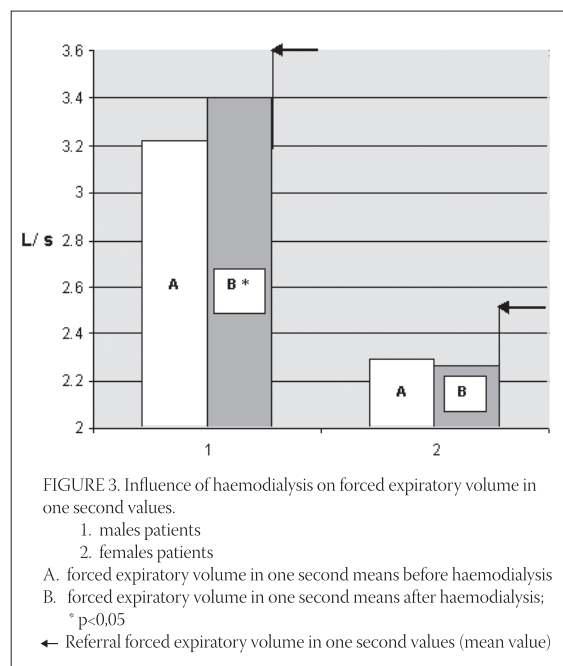 3.6
3.4
3.2
3
L/ s 2.8
2.6
2.4
2.2
2
A
B *
A
B
1
2
FIGURE 3. Influence of haemodialysis on forced expiratory volume in
one second values.
1. males patients
2. females patients
A. forced expiratory volume in one second means before haemodialysis
B. forced expiratory volume in one second means after haemodialysis;
* p<0,05
← Referral forced expiratory volume in one second values (mean value)